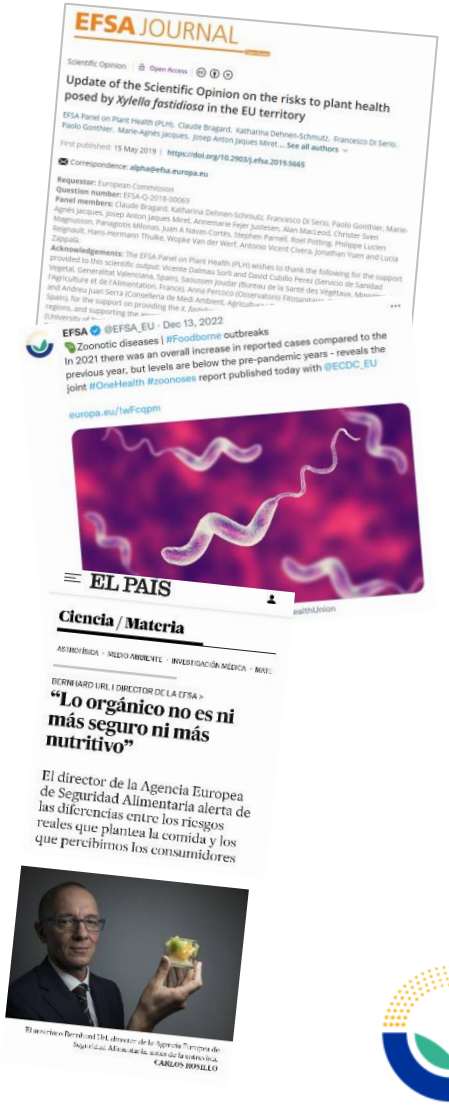 EFSA JOURNAL
Open Access
Scientific Opinion Open Access
Update of the Scientific Opinion on the risks to plant health
posed by Xylella fastidiosa in the EU territory
EFSA Panel on Plant Health (PLH), Claude Bragard, Katharina Dehnen-Schmutz, Francesco Di Serio,
Paolo Gonthier, Marie-Agnès Jacques, Josep Anton Jaques Miret ... See all authors
First published: 15 May 2019 | https://doi.org/10.2903/j.efsa.2019.5665
Correspondence: alpha@efsa.europa.eu
Requestor: European Commission
Question number: EFSA-Q-2018-00069
Panel members: Claude Bragard, Katharina Dehnen-Schmutz, Francesco Di Serio, Paolo Gonthier, Marie-
Agnès Jacques, Josep Anton Jaques Miret, Annemarie Fejer Justesen, Alan MacLeod, Christer Sven
Magnusson, Panagiotis Milonas, Juan A Navas-Cortés, Stephen Parnell, Roel Potting, Philippe Lucien
Reignault, Hans-Hermann Thulke, Wopke Van der Werf, Antonio Vicent Civera, Jonathan Yuen and Lucia
Zappalà.
Acknowledgements: The EFSA Panel on Plant Health (PLH) wishes to thank the following for the support
provided to this scientific output: Vicente Dalmau Sorli and David Cubillo Perez (Servicio de Sanidad
Vegetal, Generalitat Valenciana, Spain), Saoussen Joudar (Bureau de la Santé des Végétaux,
l'Agriculture et de l'Alimentation, France), Anna Percoco (Osservatorio
and Andreu Juan Serra (Conselleria de Medi Ambient,
Spain), for the support on providing the X.
regions, and supporting the
(University of
EFSA @EFSA_EU · Dec 13, 2022
Zoonotic diseases | #Foodborne outbreaks
In 2021 there was an overall increase in reported cases compared to the
previous year, but levels are below the pre-pandemic years - reveals the
joint #OneHealth #zoonoses report published today with @ECDC_EU
europa.eu/!wFcqpm
ealthUnion
EL PAIS
Ciencia / Materia
ASTROFÍSICA · MEDIO AMBIENTE · INVESTIGACIÓN MÉDICA · MATE
BERNHARD URL I DIRECTOR DE LA EFSA >
“Lo orgánico no es ni
más seguro ni más
nutritivo”
El director de la Agencia Europea
de Seguridad Alimentaria alerta de
las diferencias entre los riesgos
reales que plantea la comida y los
que percibimos los consumidores
El austriaco Bernhard Url, director de la Agencia Europea de
Seguridad Alimentaria, antes de la entrevista.
CARLOS ROSILLO